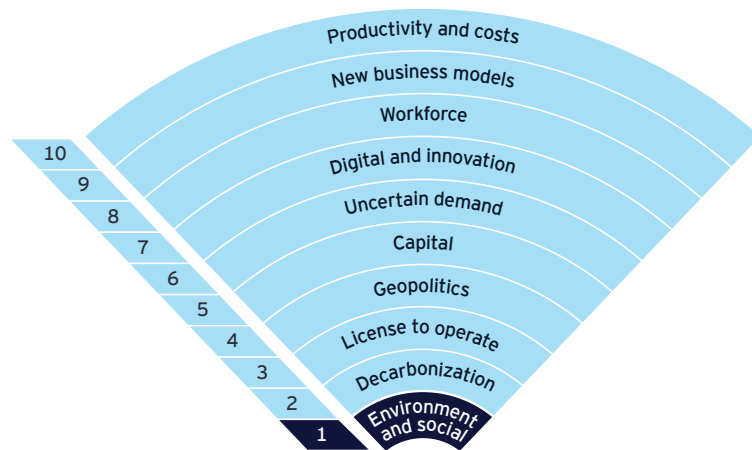 Productivity and costs
New business models
Workforce
10
Digital and innovation
9
Uncertain demand
8
Capital
7
Geopolitics
6
License to operate
5
Decarbonization
4
Environment
and social
3
2
1